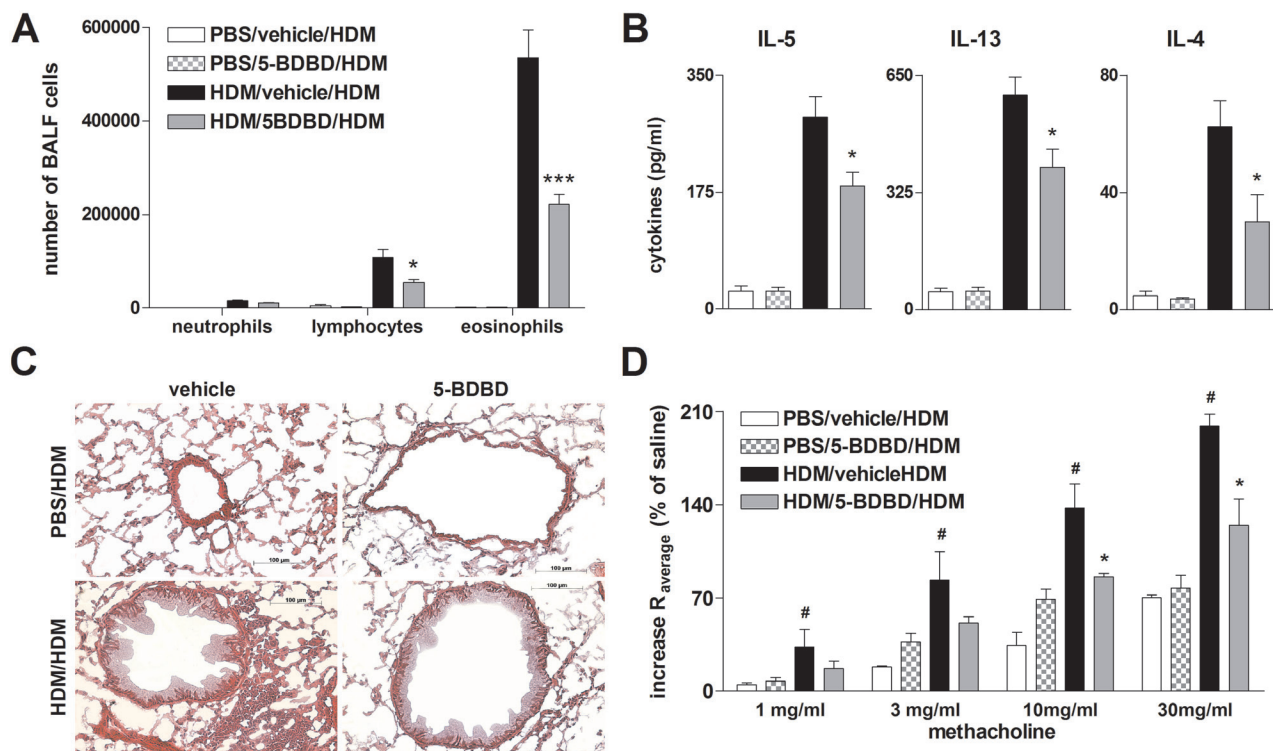 A
number of BALF cells
600000
400000
200000
0
PBS/vehicle/HDM
PBS/5-BDBD/HDM
HDM/vehicle/HDM
HDM/5BDBD/HDM
*
***
neutrophils
lymphocytes
eosinophils
B
cytokines (pg/ml)
IL-5
350
175
0
*
IL-13
650
325
0
*
IL-4
80
40
0
*
C
vehicle
5-BDBD
PBS/HDM
100 µm
100 µm
HDM/HDM
100 µm
100 µm
D
increase Raverage (% of saline)
210
140
70
0
PBS/vehicle/HDM
PBS/5-BDBD/HDM
HDM/vehicleHDM
HDM/5-BDBD/HDM
#
#
#
*
#
*
1 mg/ml
3 mg/ml
10mg/ml
30mg/ml
methacholine